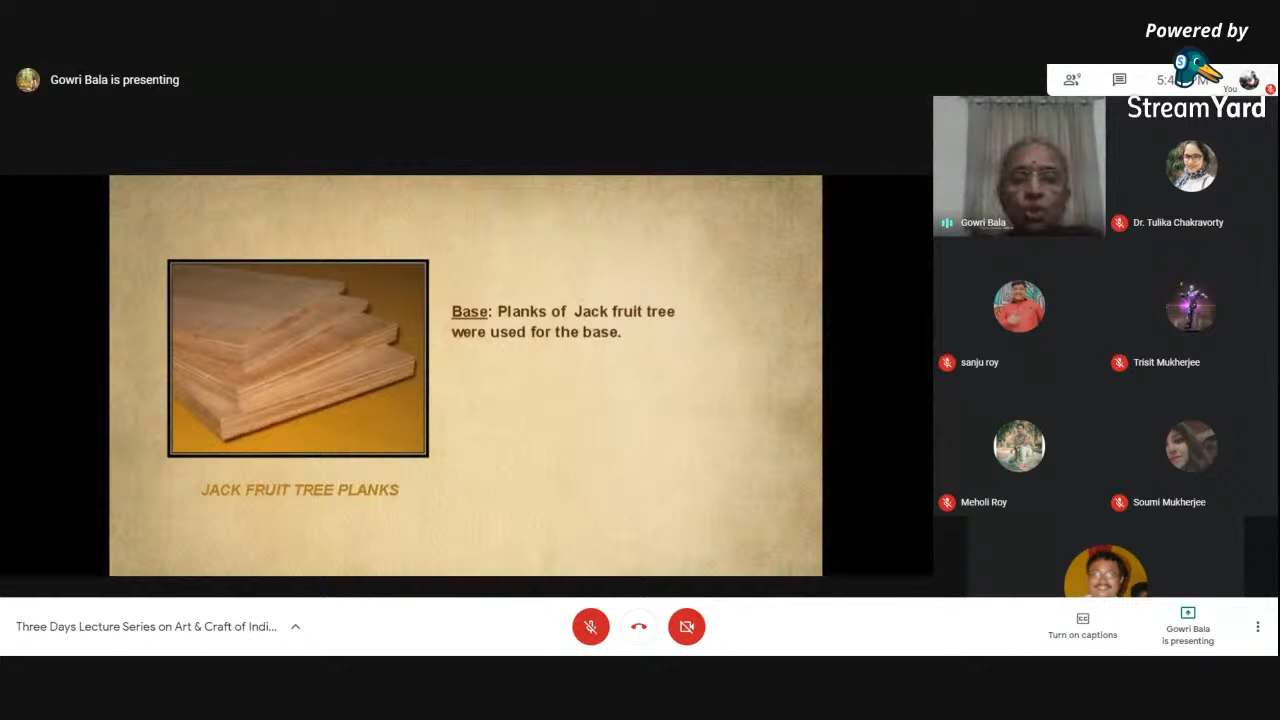 Powered by
StreamYard
Gowri Bala is presenting
You
Base: Planks of Jack fruit tree
were used for the base.
JACK FRUIT TREE PLANKS
Gowri Bala
Dr. Tulika Chakravorty
sanju roy
Trisit Mukherjee
Meholi Roy
Soumi Mukherjee
Three Days Lecture Series on Art & Craft of Indi...
Turn on captions
Gowri Bala
is presenting